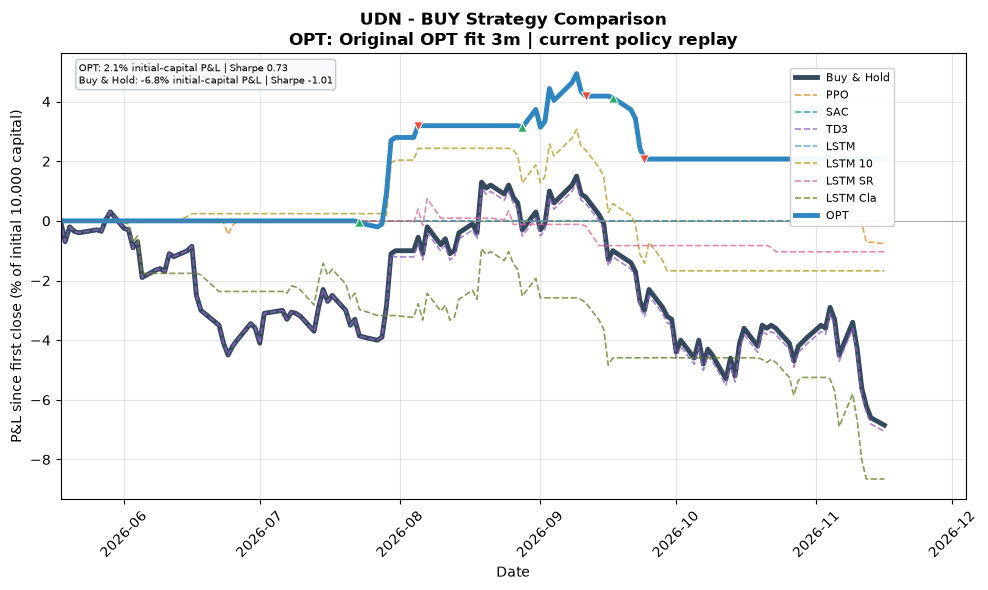 UDN - BUY Strategy Comparison
OPT: Original OPT fit 3m | current policy replay
OPT: 2.1% initial-capital P&L | Sharpe 0.73
Buy & Hold: -6.8% initial-capital P&L | Sharpe -1.01
Buy & Hold
PPO
SAC
TD3
LSTM
LSTM 10
LSTM SR
LSTM Cla
OPT
P&L since first close (% of initial 10,000 capital)
4
2
0
−2
−4
−6
−8
2026-06
2026-07
2026-08
2026-09
2026-10
2026-11
2026-12
Date